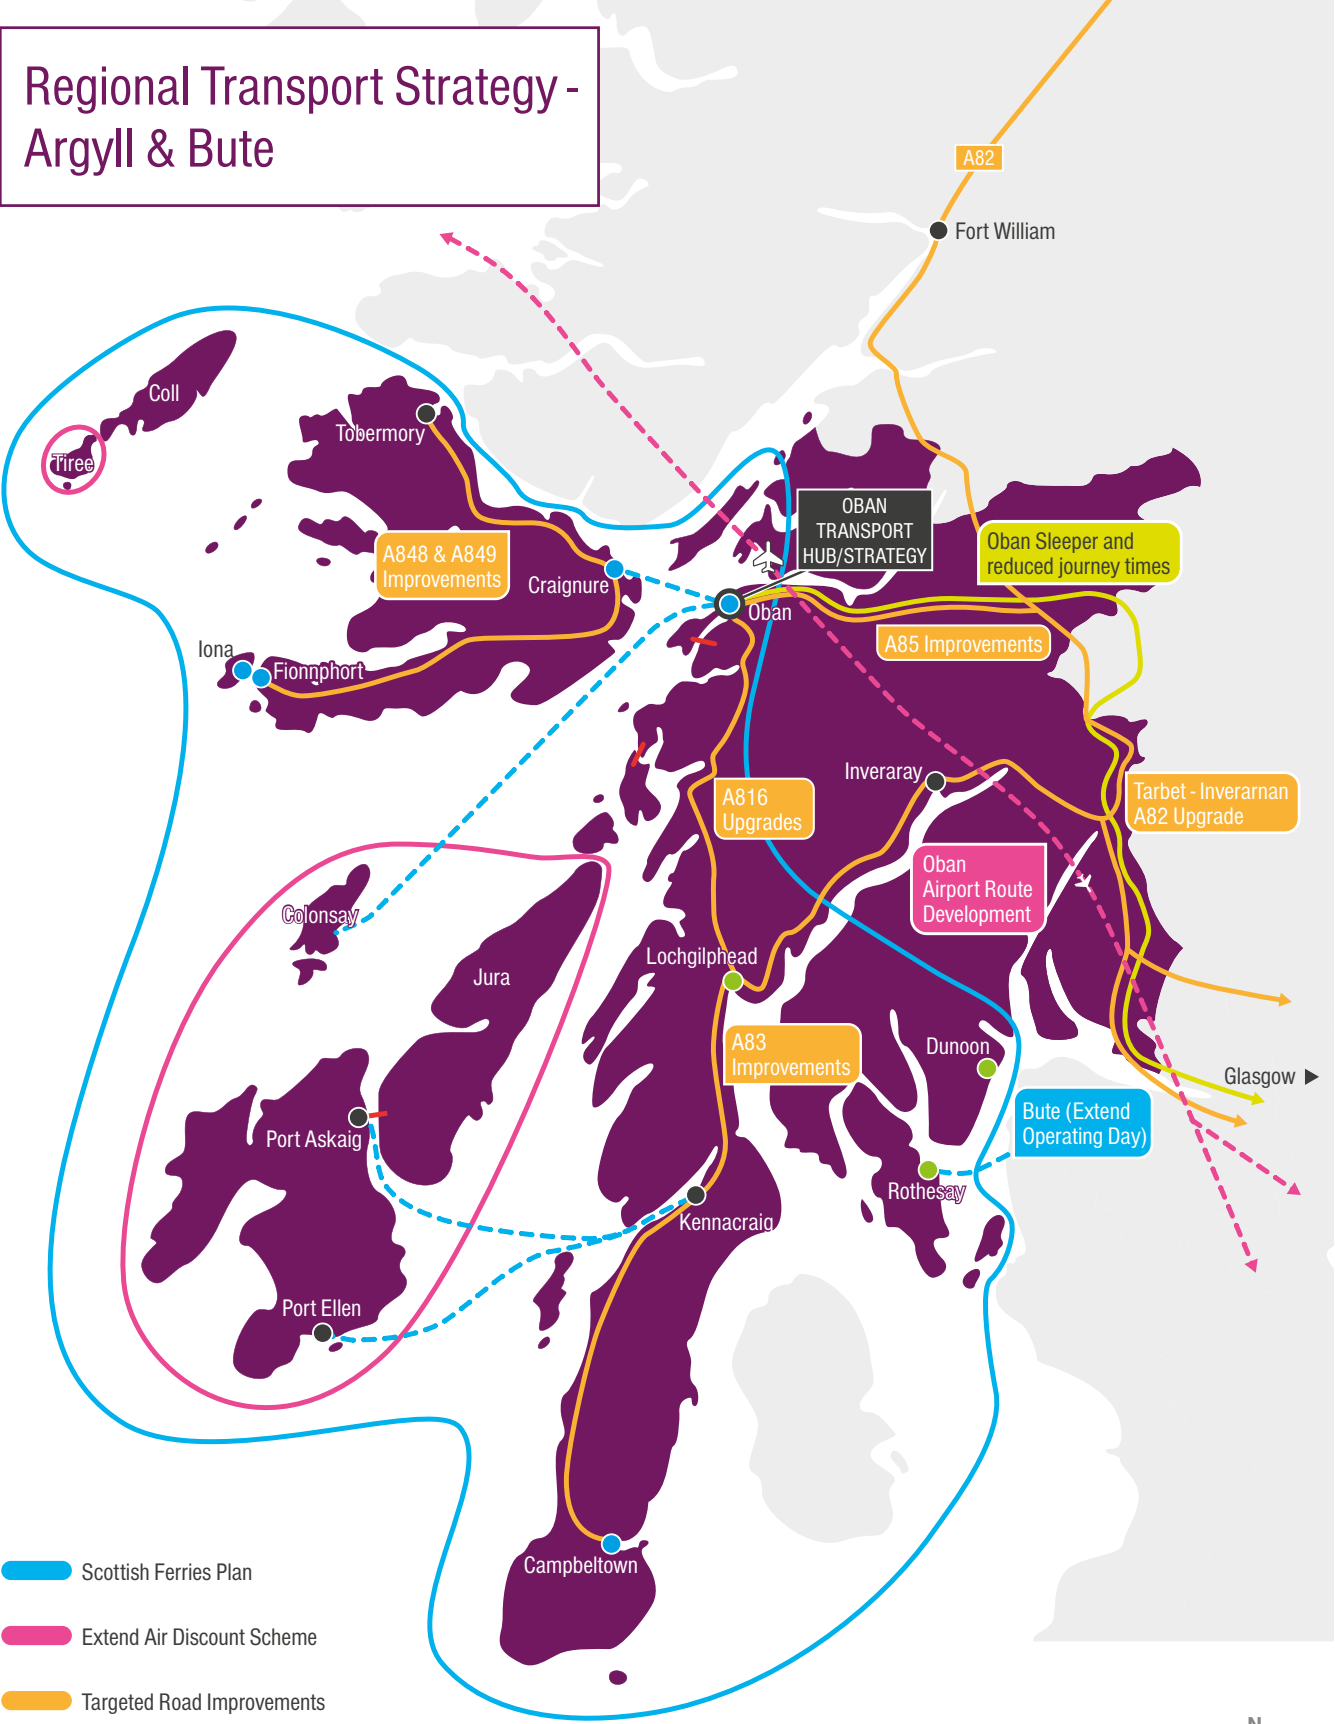 Regional Transport Strategy -
Argyll & Bute
A82
Fort William
Coll
Tobermory
Tiree
OBAN
TRANSPORT
HUB/STRATEGY
Oban Sleeper and
reduced journey times
A848 & A849
Improvements
Craignure
Oban
A85 Improvements
Iona
Fionnphort
Inveraray
A816
Upgrades
Tarbet - Inverarnan
A82 Upgrade
Oban
Airport Route
Development
Colonsay
Jura
Lochgilphead
A83
Improvements
Dunoon
Glasgow
Bute (Extend
Operating Day)
Port Askaig
Rothesay
Kennacraig
Port Ellen
Campbeltown
Scottish Ferries Plan
Extend Air Discount Scheme
Targeted Road Improvements
N